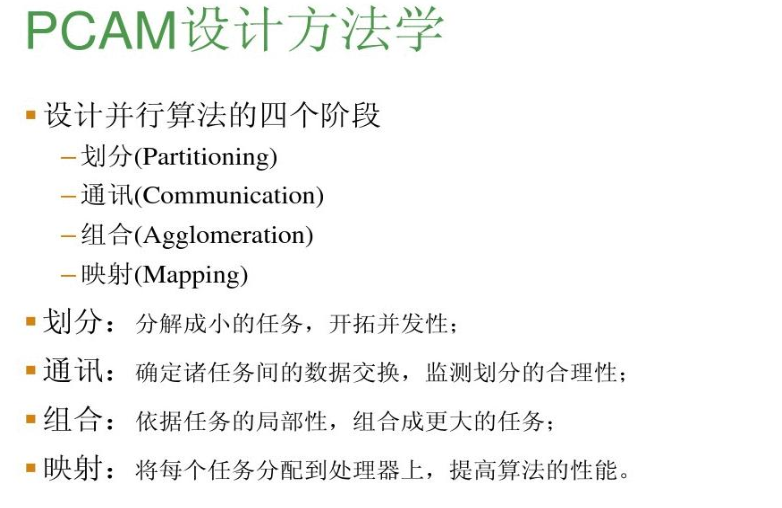 PCAM设计方法学
设计并行算法的四个阶段
–划分(Partitioning)
–通讯(Communication)
–组合(Agglomeration)
–映射(Mapping)
划分：分解成小的任务，开拓并发性；
通讯：确定诸任务间的数据交换，监测划分的合理性；
组合：依据任务的局部性，组合成更大的任务；
映射：将每个任务分配到处理器上，提高算法的性能。